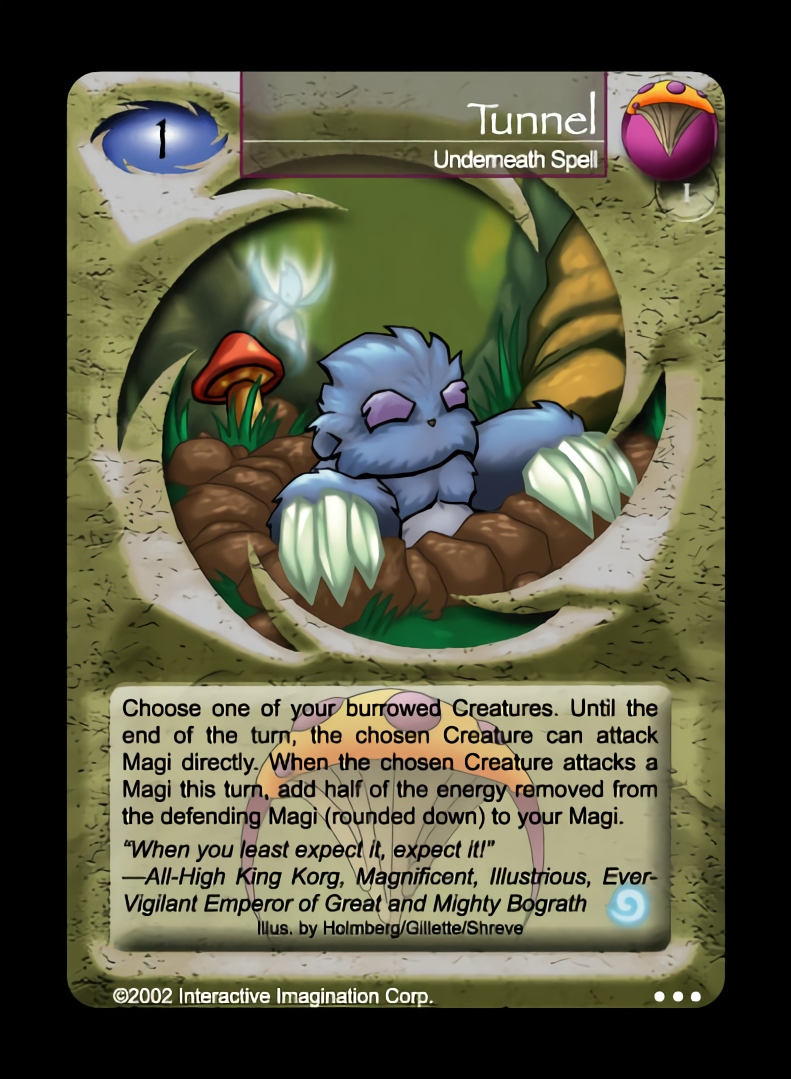 1
Tunnel
Underneath Spell
1
Choose one of your burrowed Creatures. Until the
end of the turn, the chosen Creature can attack
Magi directly. When the chosen Creature attacks a
Magi this turn, add half of the energy removed from
the defending Magi (rounded down) to your Magi.
"When you least expect it, expect it!"
—All-High King Korg, Magnificent, Illustrious, Ever-
Vigilant Emperor of Great and Mighty Bograth
Illus. by Holmberg/Gillette/Shreve
©2002 Interactive Imagination Corp.